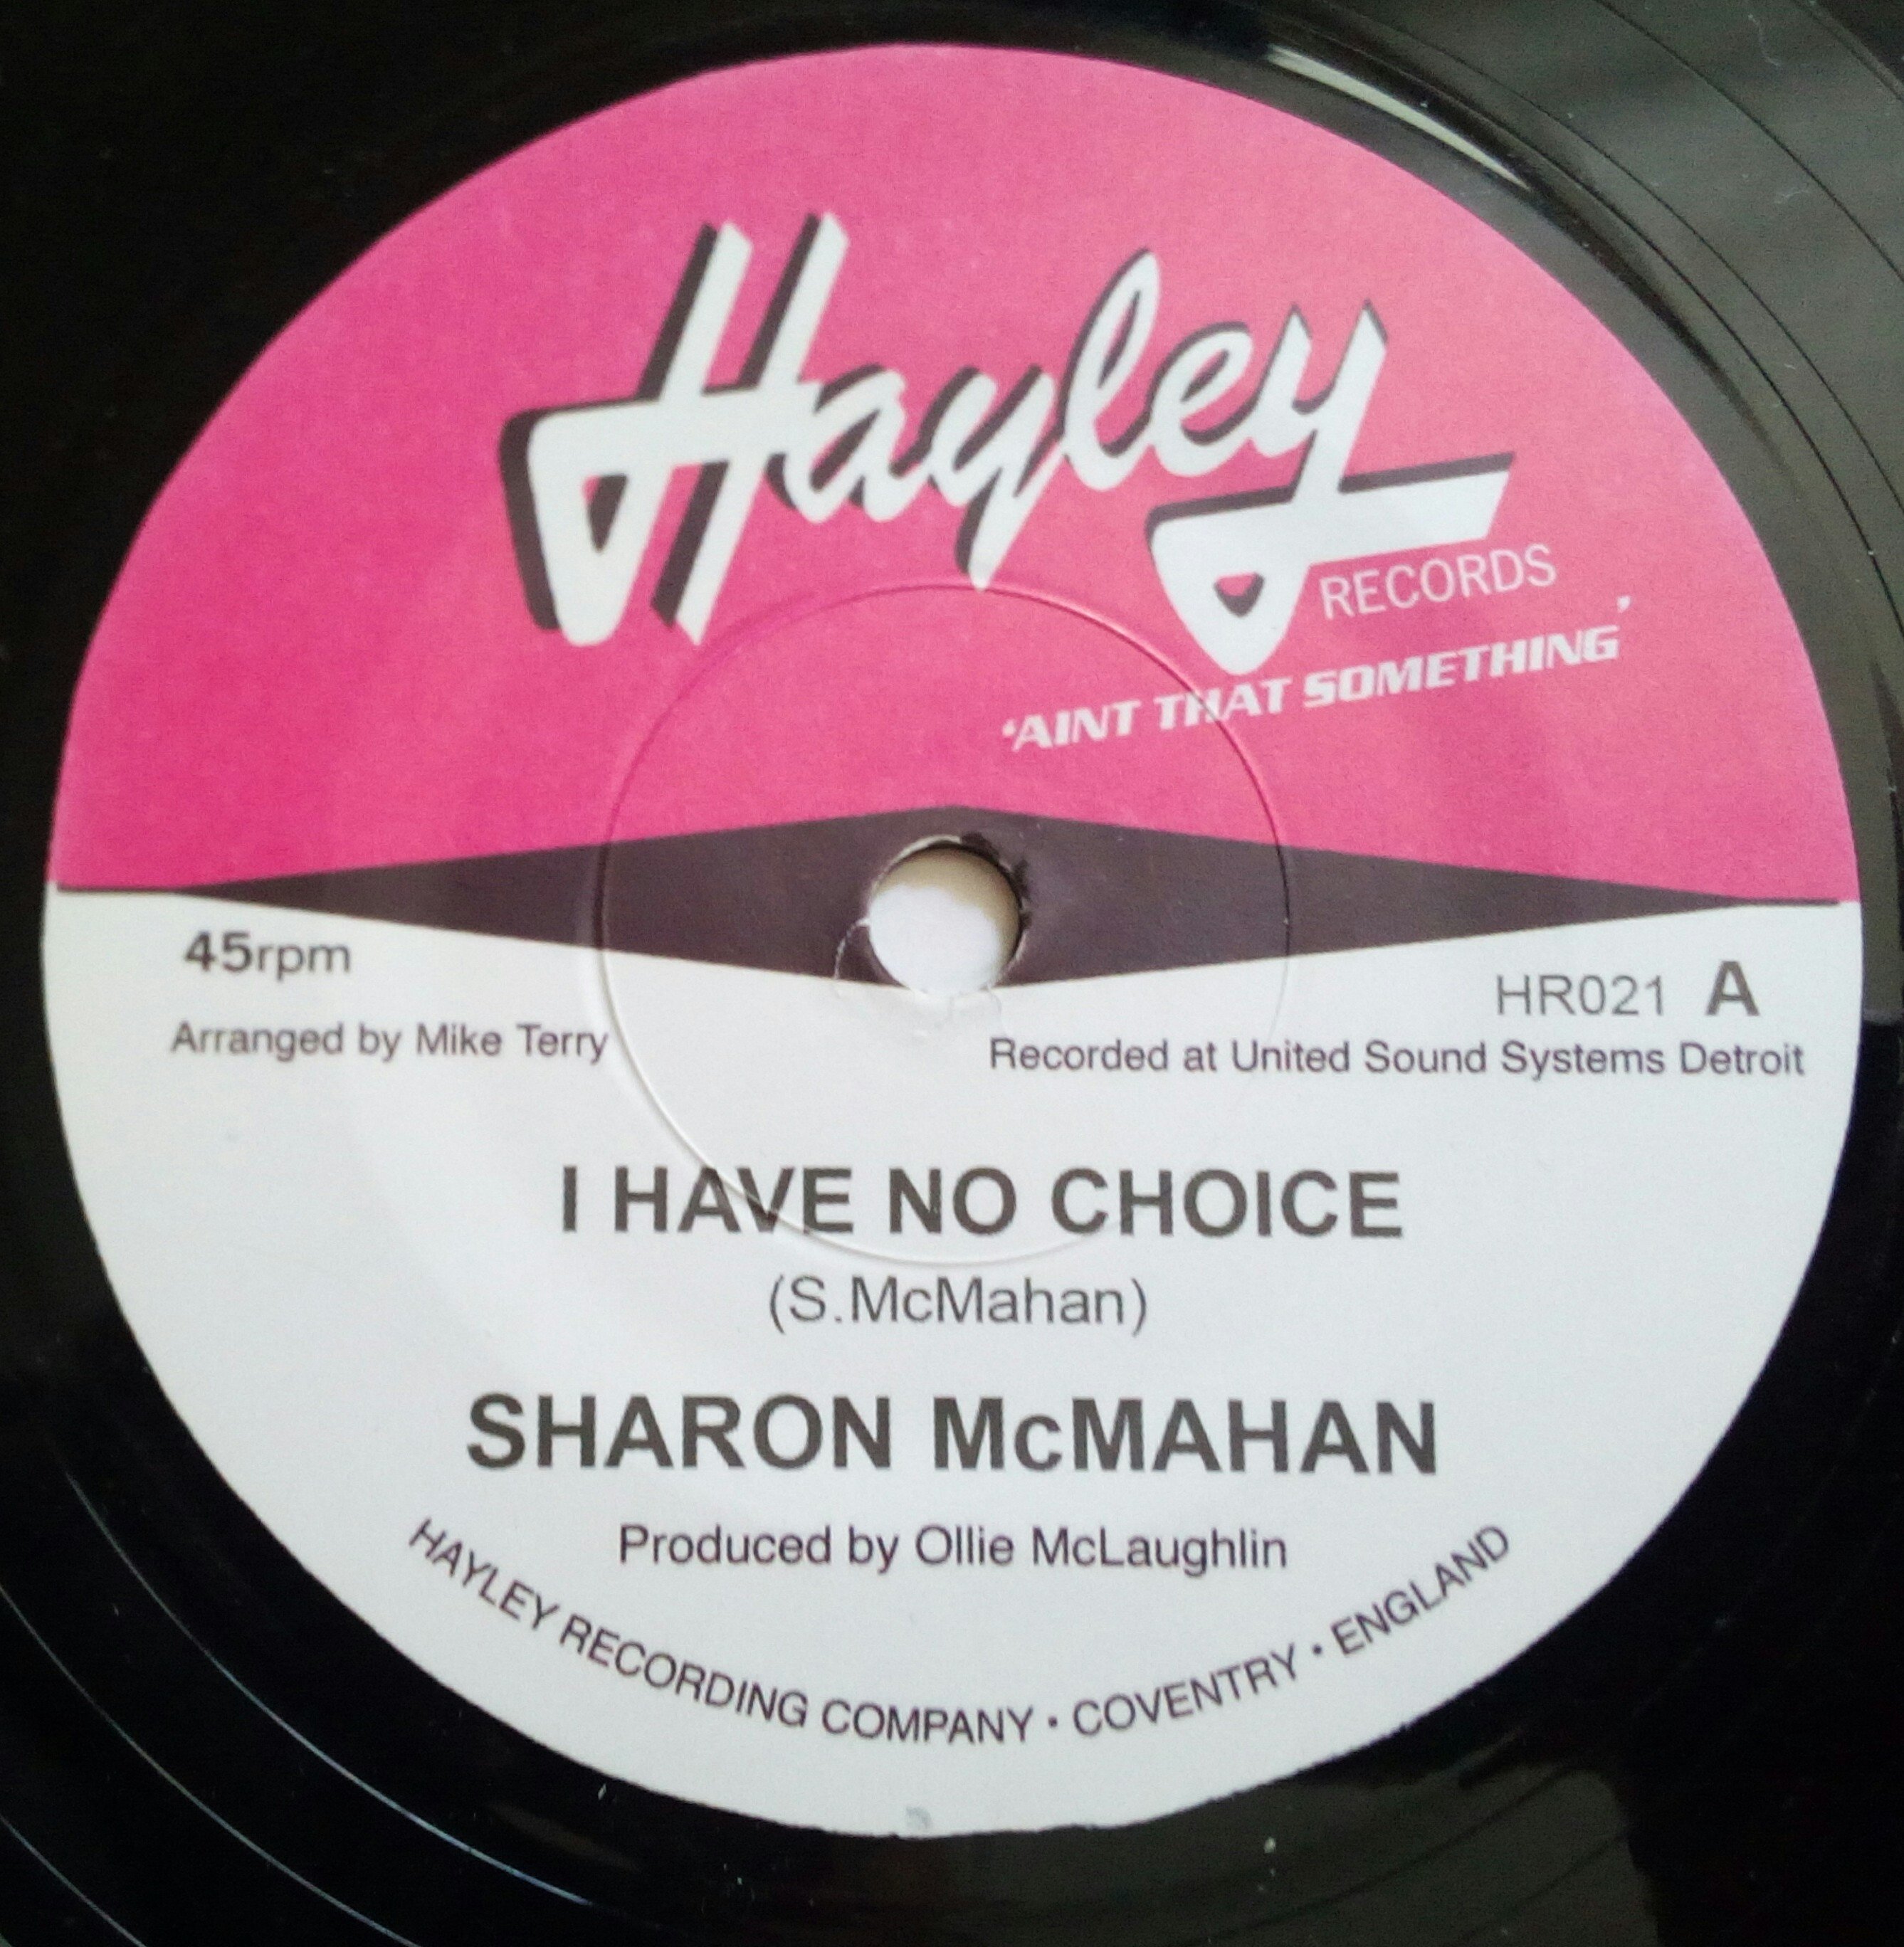 Hayley
RECORDS
'AINT THAT SOMETHING'
45rpm
HR021 A
Arranged by Mike Terry
Recorded at United Sound Systems Detroit
I HAVE NO CHOICE
(S.McMahan)
SHARON McMAHAN
Produced by Ollie McLaughlin
HAYLEY RECORDING COMPANY • COVENTRY • ENGLAND